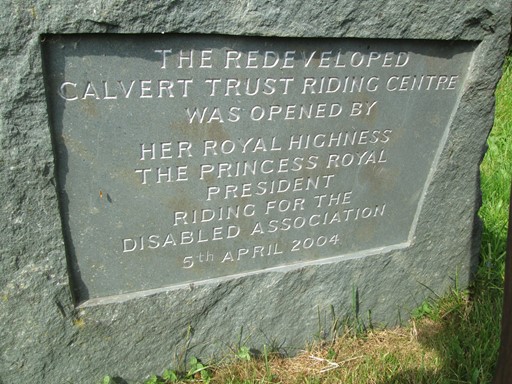 THE REDEVELOPED
CALVERT TRUST RIDING CENTRE
WAS OPENED BY
HER ROYAL HIGHNESS
THE PRINCESS ROYAL
PRESIDENT
RIDING FOR THE
DISABLED ASSOCIATION
5th APRIL 2004